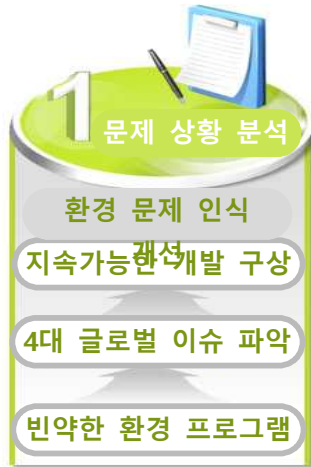 1
문제 상황 분석
환경 문제 인식
개선
지속가능한 개발 구상
4대 글로벌 이슈 파악
빈약한 환경 프로그램